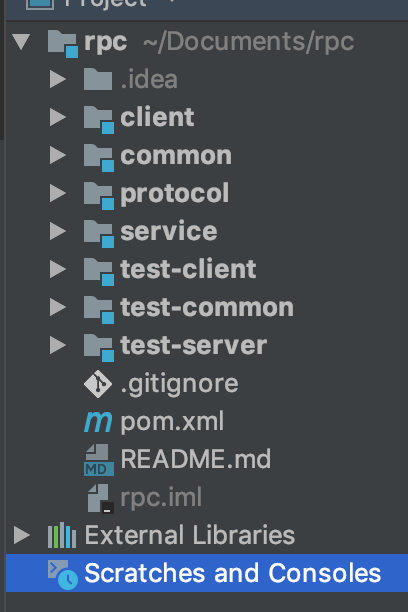 Project
rpc ~/Documents/rpc
.idea
client
common
protocol
service
test-client
test-common
test-server
.gitignore
m pom.xml
MD README.md
rpc.iml
External Libraries
Scratches and Consoles